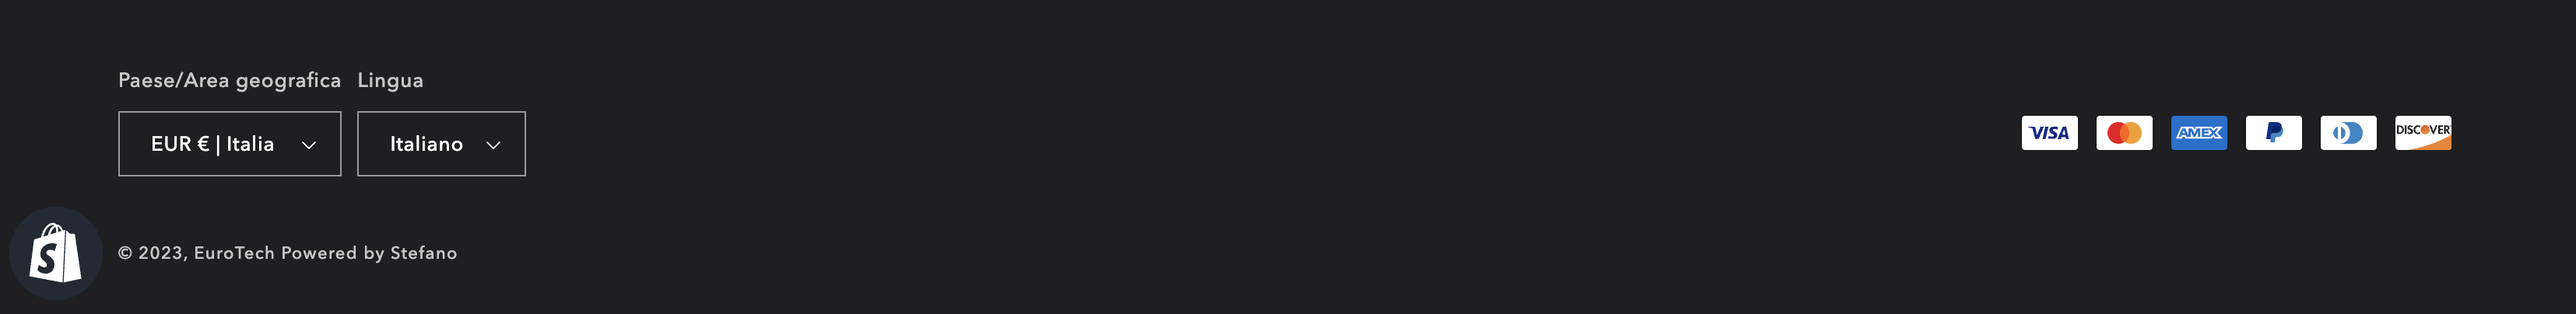 Paese/Area geografica
Lingua
EUR € | Italia
Italiano
VISA
AMEX
DISCOVER
© 2023, EuroTech Powered by Stefano